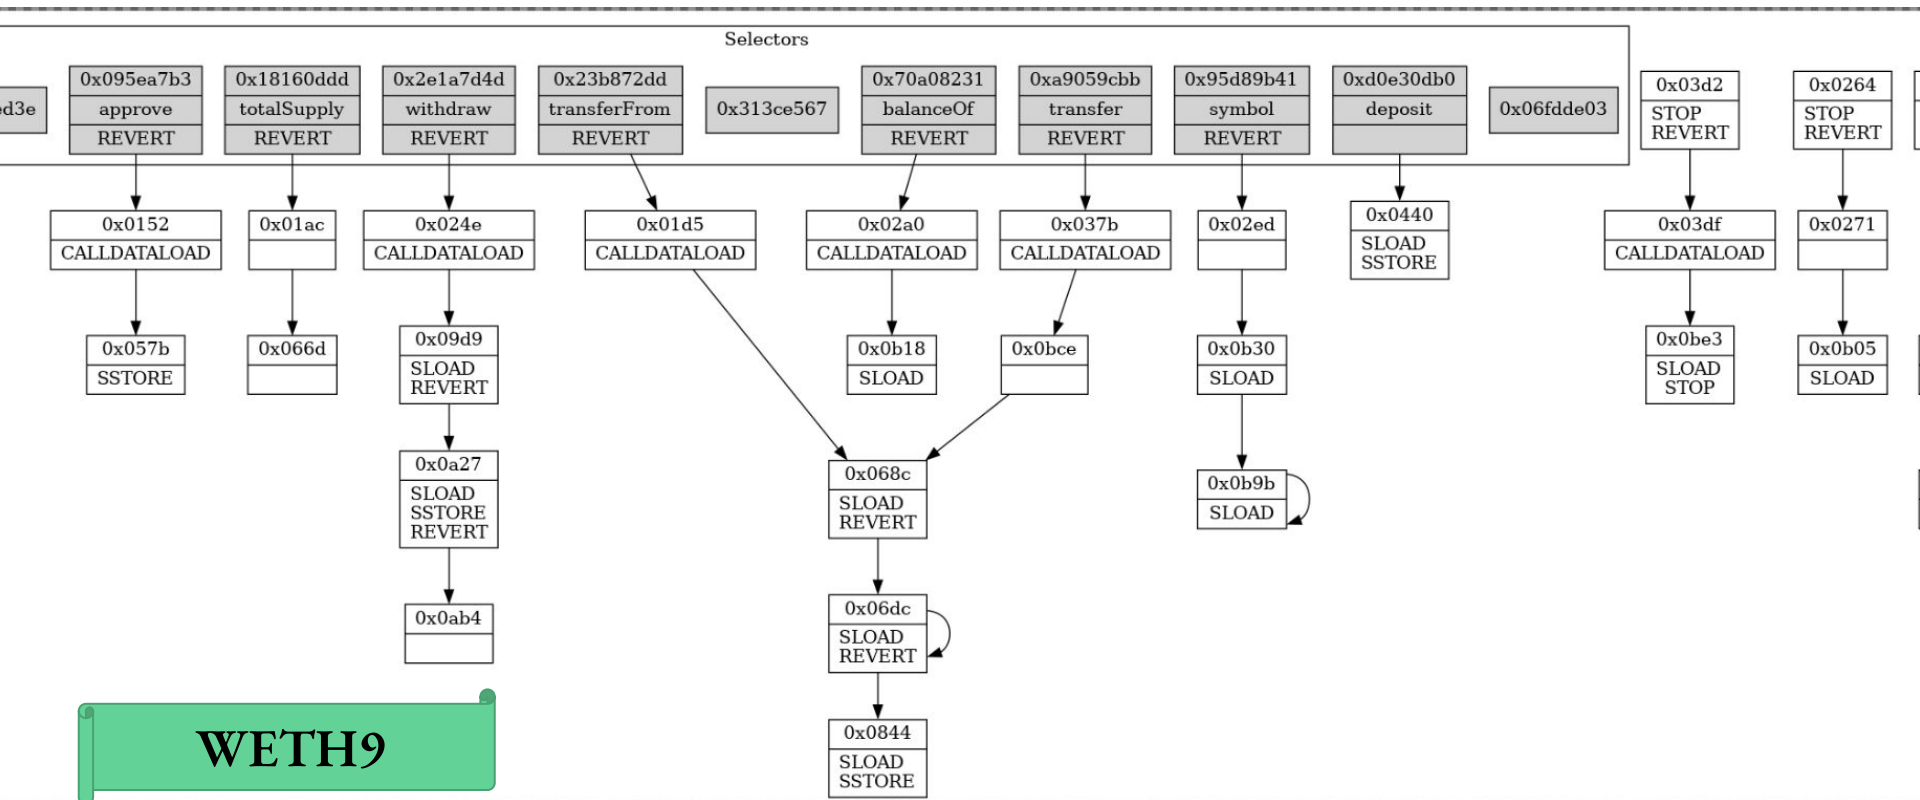 Selectors
ed3e
0x095ea7b3
approve
REVERT
0x18160ddd
totalSupply
REVERT
0x2e1a7d4d
withdraw
REVERT
0x23b872dd
transferFrom
REVERT
0x313ce567
0x70a08231
balanceOf
REVERT
0xa9059cbb
transfer
REVERT
0x95d89b41
symbol
REVERT
0xd0e30db0
deposit
0x06fdde03
0x03d2
STOP
REVERT
0x0264
STOP
REVERT
0x0152
CALLDATALOAD
0x01ac
0x024e
CALLDATALOAD
0x01d5
CALLDATALOAD
0x02a0
CALLDATALOAD
0x037b
CALLDATALOAD
0x02ed
0x0440
SLOAD
SSTORE
0x03df
CALLDATALOAD
0x0271
0x057b
SSTORE
0x066d
0x09d9
SLOAD
REVERT
0x0b18
SLOAD
0x0bce
0x0b30
SLOAD
0x0be3
SLOAD
STOP
0x0b05
SLOAD
0x0a27
SLOAD
SSTORE
REVERT
0x068c
SLOAD
REVERT
0x0b9b
SLOAD
0x0ab4
0x06dc
SLOAD
REVERT
0x0844
SLOAD
SSTORE
WETH9